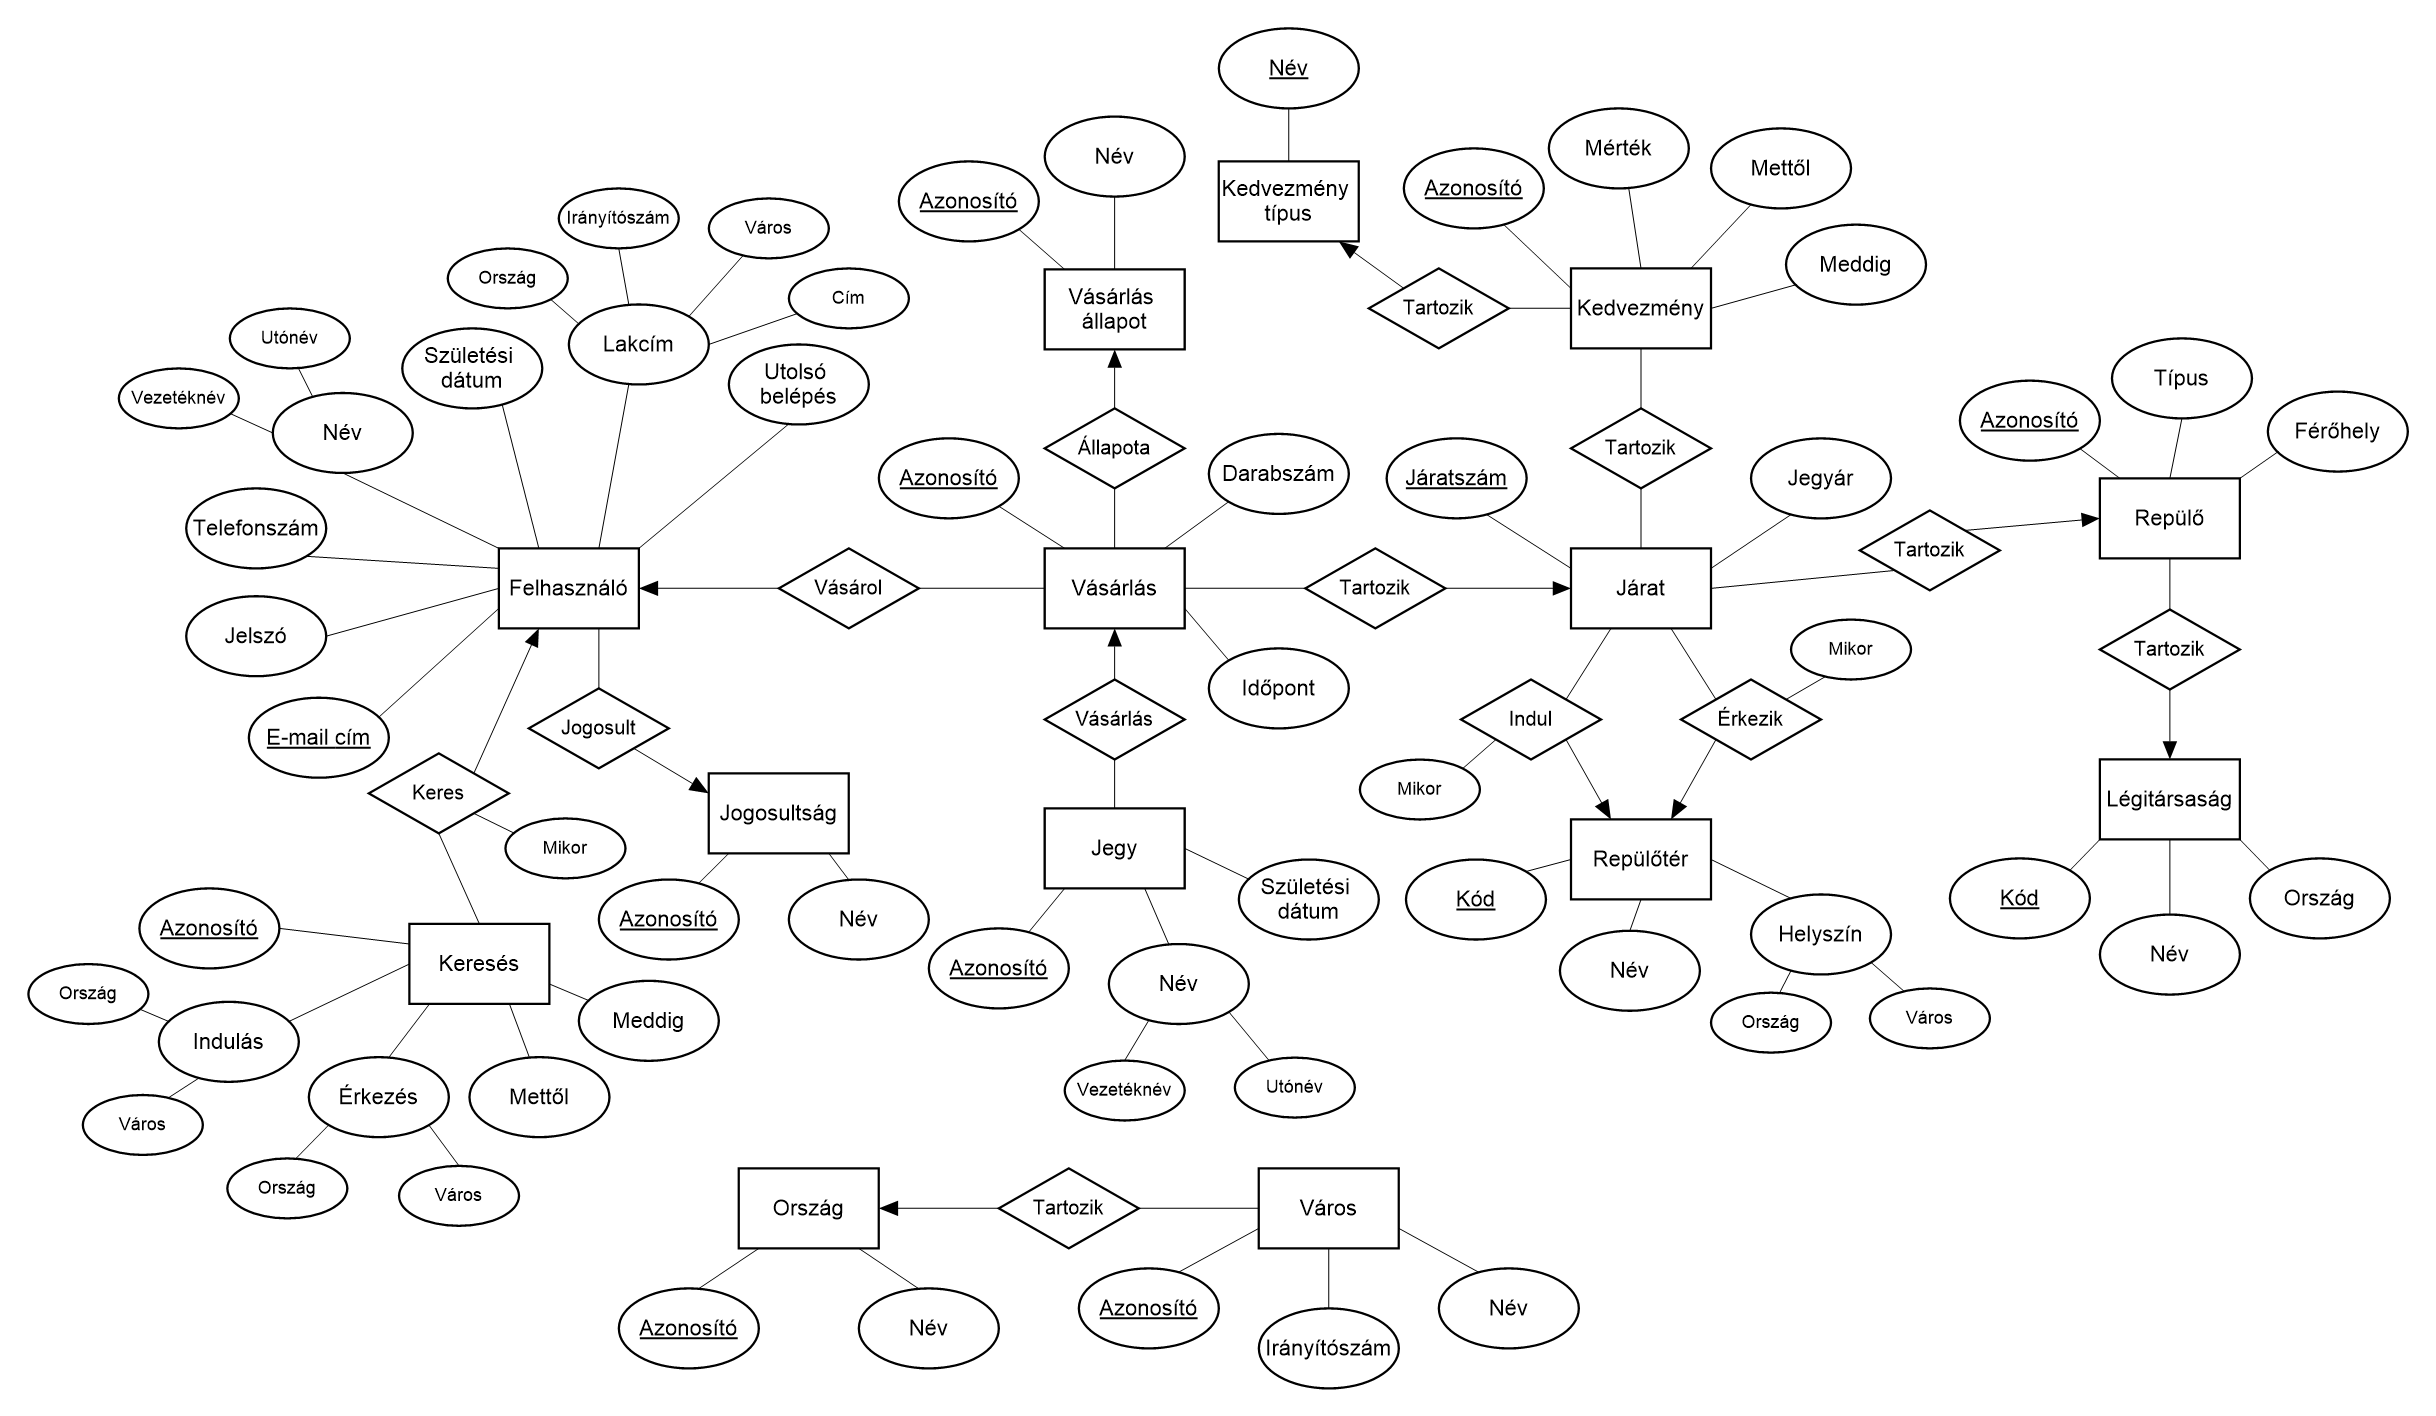 Név
Név
Azonosító
Kedvezmény
típus
Azonosító
Mérték
Mettől
Meddig
Kedvezmény
Tartozik
Vásárlás
állapot
Irányítószám
Város
Ország
Cím
Lakcím
Utónév
Vezetéknév
Név
Születési
dátum
Utolsó
belépés
Telefonszám
Jelszó
E-mail cím
Felhasználó
Vásárol
Azonosító
Állapota
Darabszám
Vásárlás
Időpont
Tartozik
Járatszám
Tartozik
Jegyár
Járat
Tartozik
Azonosító
Típus
Férőhely
Repülő
Tartozik
Légitársaság
Kód
Név
Ország
Keres
Mikor
Jogosult
Jogosultság
Azonosító
Név
Vásárlás
Jegy
Születési
dátum
Azonosító
Név
Vezetéknév
Utónév
Indul
Mikor
Érkezik
Mikor
Repülőtér
Kód
Név
Helyszín
Ország
Város
Azonosító
Keresés
Ország
Indulás
Város
Érkezés
Ország
Város
Mettől
Meddig
Ország
Tartozik
Város
Azonosító
Név
Azonosító
Irányítószám
Név